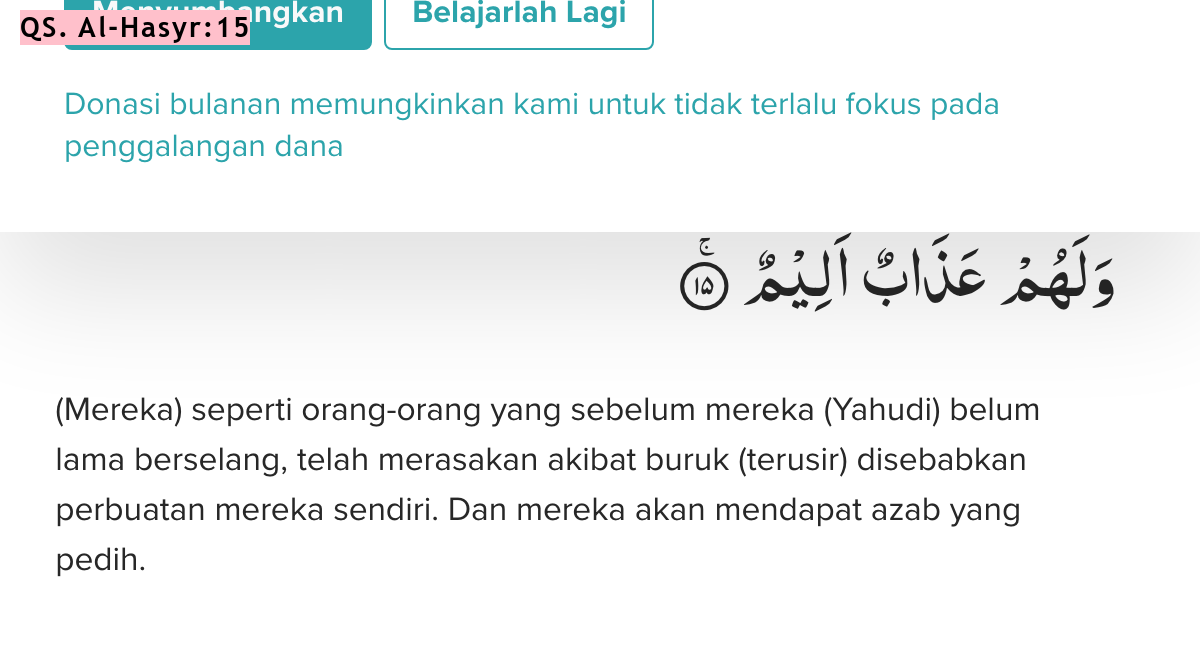 Menyumbangkan Belajarlah Lagi
QS. Al-Hasyr:15
Donasi bulanan memungkinkan kami untuk tidak terlalu fokus pada
penggalangan dana
وَلَهُمْ عَذَابٌ اَلِيْمٌ ۚ ۝١٥
(Mereka) seperti orang-orang yang sebelum mereka (Yahudi) belum
lama berselang, telah merasakan akibat buruk (terusir) disebabkan
perbuatan mereka sendiri. Dan mereka akan mendapat azab yang
pedih.